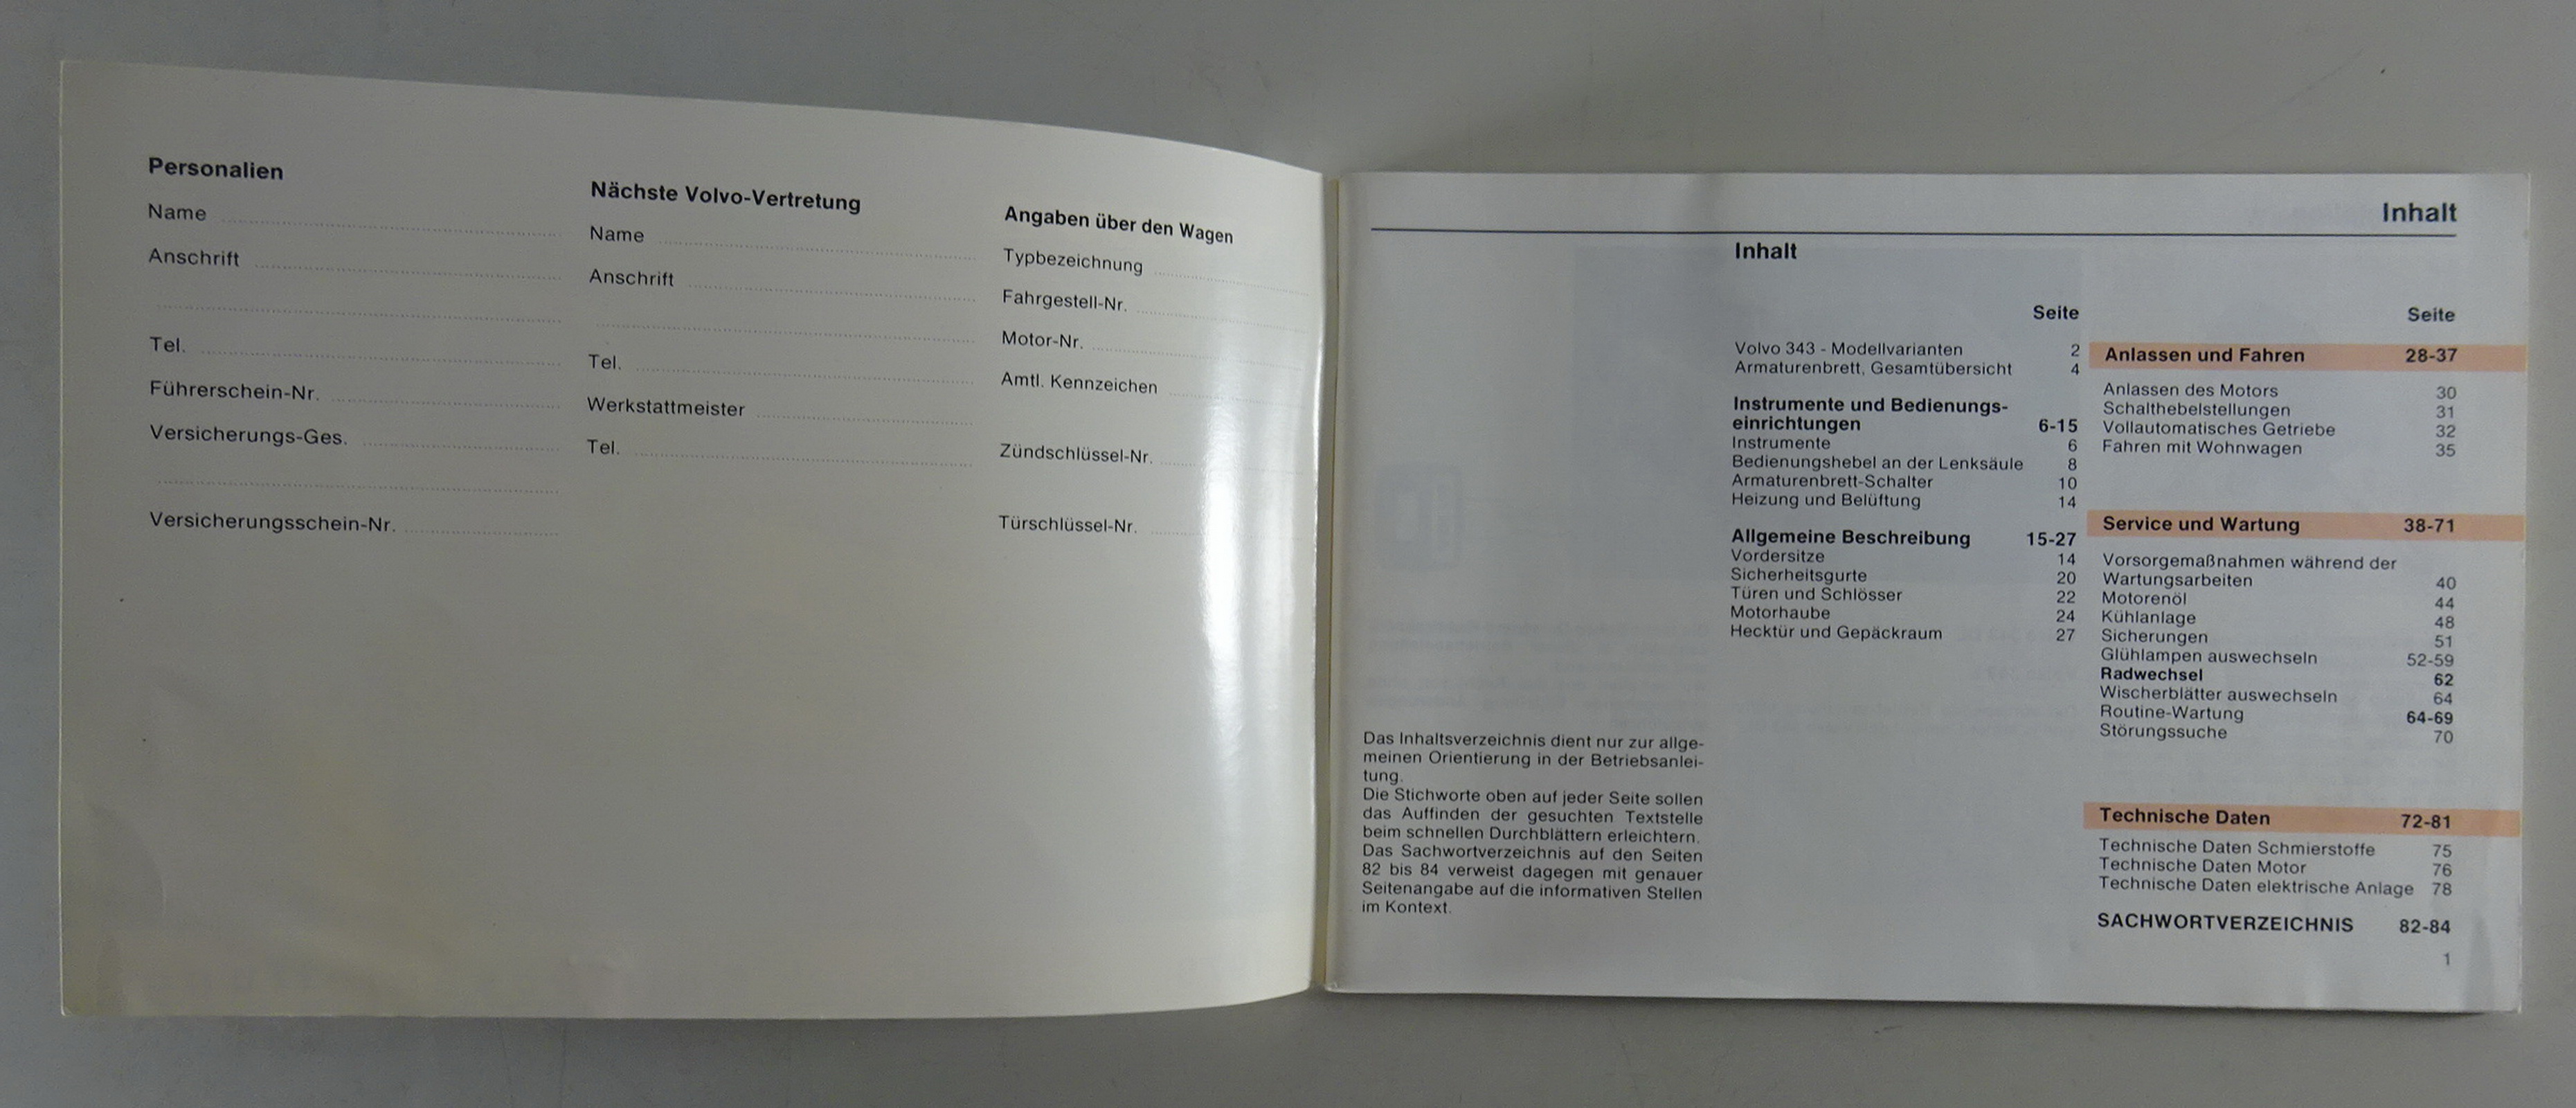 Personalien
Name
Anschrift
Tel.
Führerschein-Nr.
Versicherungs-Ges.
Versicherungsschein-Nr.
Nächste Volvo-Vertretung
Name
Anschrift
Tel.
Werkstattmeister
Tel.
Angaben über den Wagen
Typbezeichnung
Fahrgestell-Nr.
Motor-Nr.
Amtl. Kennzeichen
Zündschlüssel-Nr.
Türschlüssel-Nr.
Inhalt
Das Inhaltsverzeichnis dient nur zur allge-
meinen Orientierung in der Betriebsanlei-
tung.
Die Stichworte oben auf jeder Seite sollen
das Auffinden der gesuchten Textstelle
beim schnellen Durchblättern erleichtern.
Das Sachwortverzeichnis auf den Seiten
82 bis 84 verweist dagegen mit genauer
Seitenangabe auf die informativen Stellen
im Kontext.
Inhalt
Seite
Volvo 343 - Modellvarianten 2
Armaturenbrett, Gesamtübersicht 4
Instrumente und Bedienungs-
einrichtungen 6-15
Instrumente 6
Bedienungshebel an der Lenksäule 8
Armaturenbrett-Schalter 10
Heizung und Belüftung 14
Allgemeine Beschreibung 15-27
Vordersitze 14
Sicherheitsgurte 20
Türen und Schlösser 22
Motorhaube 24
Hecktür und Gepäckraum 27
Seite
Anlassen und Fahren 28-37
Anlassen des Motors 30
Schalthebelstellungen 31
Vollautomatisches Getriebe 32
Fahren mit Wohnwagen 35
Service und Wartung 38-71
Vorsorgemaßnahmen während der
Wartungsarbeiten 40
Motorenöl 44
Kühlanlage 48
Sicherungen 51
Glühlampen auswechseln 52-59
Radwechsel 62
Wischerblätter auswechseln 64
Routine-Wartung 64-69
Störungssuche 70
Technische Daten 72-81
Technische Daten Schmierstoffe 75
Technische Daten Motor 76
Technische Daten elektrische Anlage 78
SACHWORTVERZEICHNIS 82-84
1